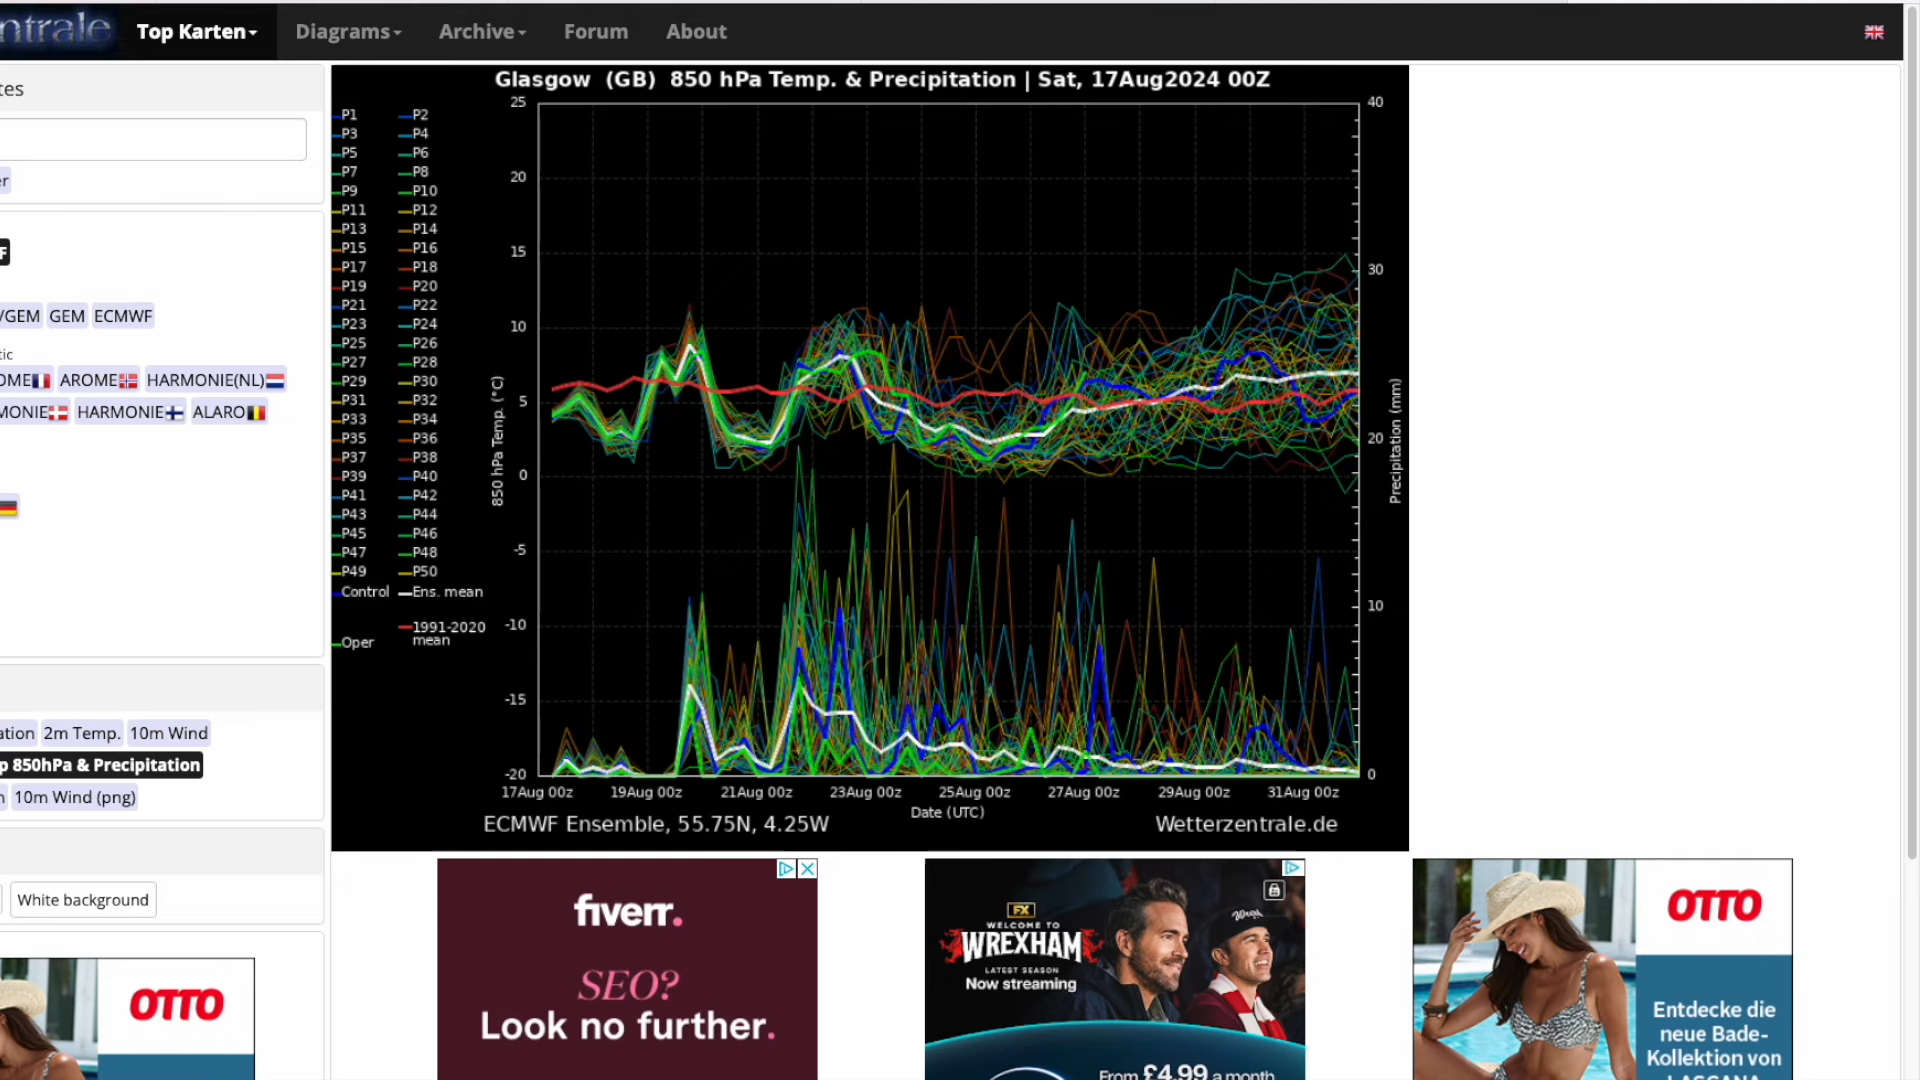 ntrale
Top Karten
Diagrams
Archive
Forum
About
tes
er
F
/GEM GEM ECMWF
tic
OME AROME HARMONIE(NL)
MONIE HARMONIE ALARO
ation 2m Temp. 10m Wind
p 850hPa & Precipitation
n 10m Wind (png)
White background
Glasgow (GB) 850 hPa Temp. & Precipitation | Sat, 17Aug2024 00Z
P1 P2
P3 P4
P5 P6
P7 P8
P9 P10
P11 P12
P13 P14
P15 P16
P17 P18
P19 P20
P21 P22
P23 P24
P25 P26
P27 P28
P29 P30
P31 P32
P33 P34
P35 P36
P37 P38
P39 P40
P41 P42
P43 P44
P45 P46
P47 P48
P49 P50
Control Ens. mean
1991-2020
mean
Oper
850 hPa Temp. (°C)
25
20
15
10
5
0
-5
-10
-15
-20
40
30
20
10
0
Precipitation (mm)
17Aug 00z 19Aug 00z 21Aug 00z 23Aug 00z 25Aug 00z 27Aug 00z 29Aug 00z 31Aug 00z
Date (UTC)
ECMWF Ensemble, 55.75N, 4.25W
Wetterzentrale.de
OTTO
fiverr.
SEO?
Look no further.
FX
WELCOME TO
WREXHAM
LATEST SEASON
Now streaming
From £4.99 a month
OTTO
Entdecke die
neue Bade-
Kollektion von
LASCANA